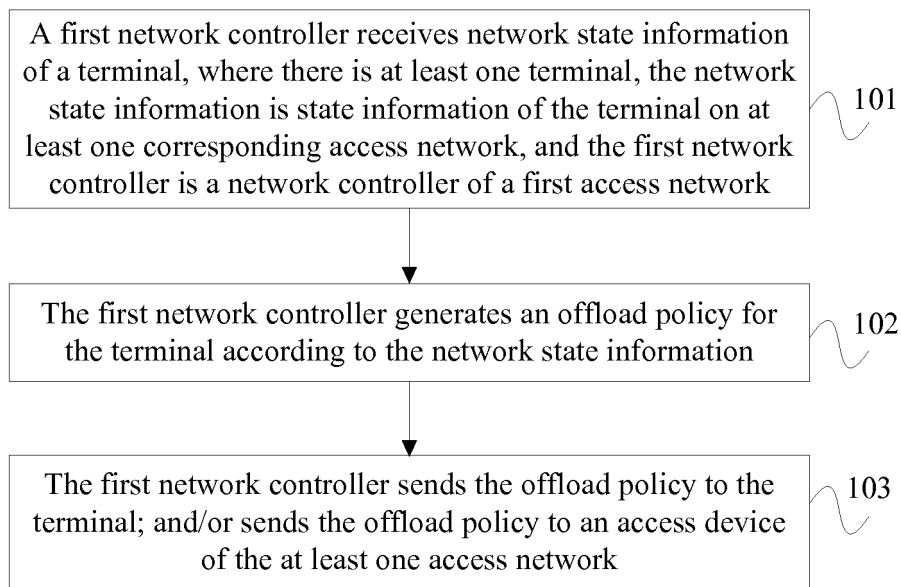 A first network controller receives network state information
of a terminal, where there is at least one terminal, the network
state information is state information of the terminal on at
least one corresponding access network, and the first network
controller is a network controller of a first access network
101
The first network controller generates an offload policy for
the terminal according to the network state information
102
The first network controller sends the offload policy to the
terminal; and/or sends the offload policy to an access device
of the at least one access network
103